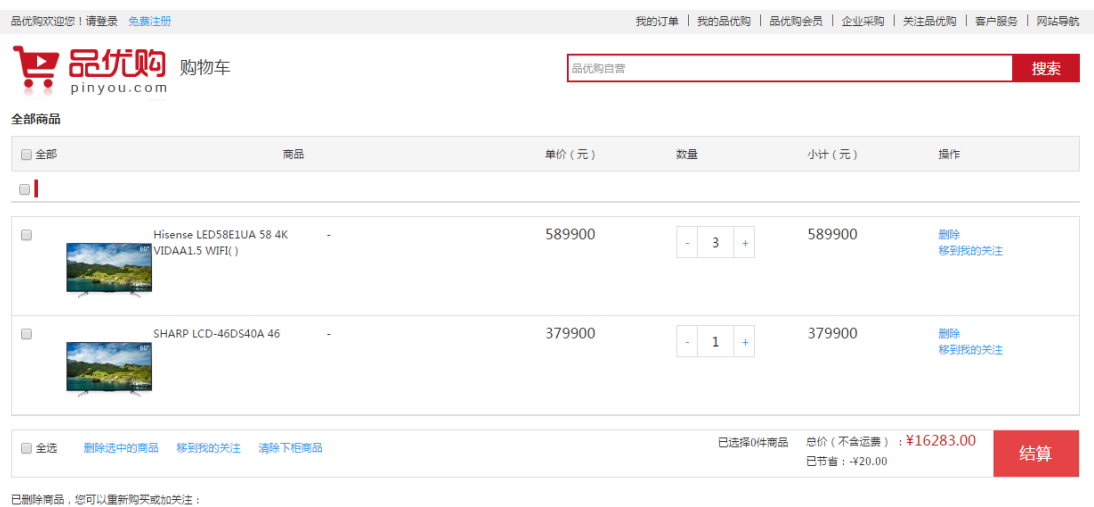 品优购欢迎您！请登录 免费注册 我的订单 | 我的品优购 | 品优购会员 | 企业采购 | 关注品优购 | 客户服务 | 网站导航
品优购 购物车 品优购自营 搜索
pinyou.com
全部商品
全部 商品 单价（元） 数量 小计（元） 操作
Hisense LED58E1UA 58 4K - 589900 - 3 + 589900 删除
VIDAA1.5 WIFI( ) 移到我的关注
SHARP LCD-46DS40A 46 - 379900 - 1 + 379900 删除
移到我的关注
全选 删除选中的商品 移到我的关注 清除下柜商品 已选择0件商品 总价（不含运费）：¥16283.00 结算
已节省：-¥20.00
已删除商品，您可以重新购买或加关注：